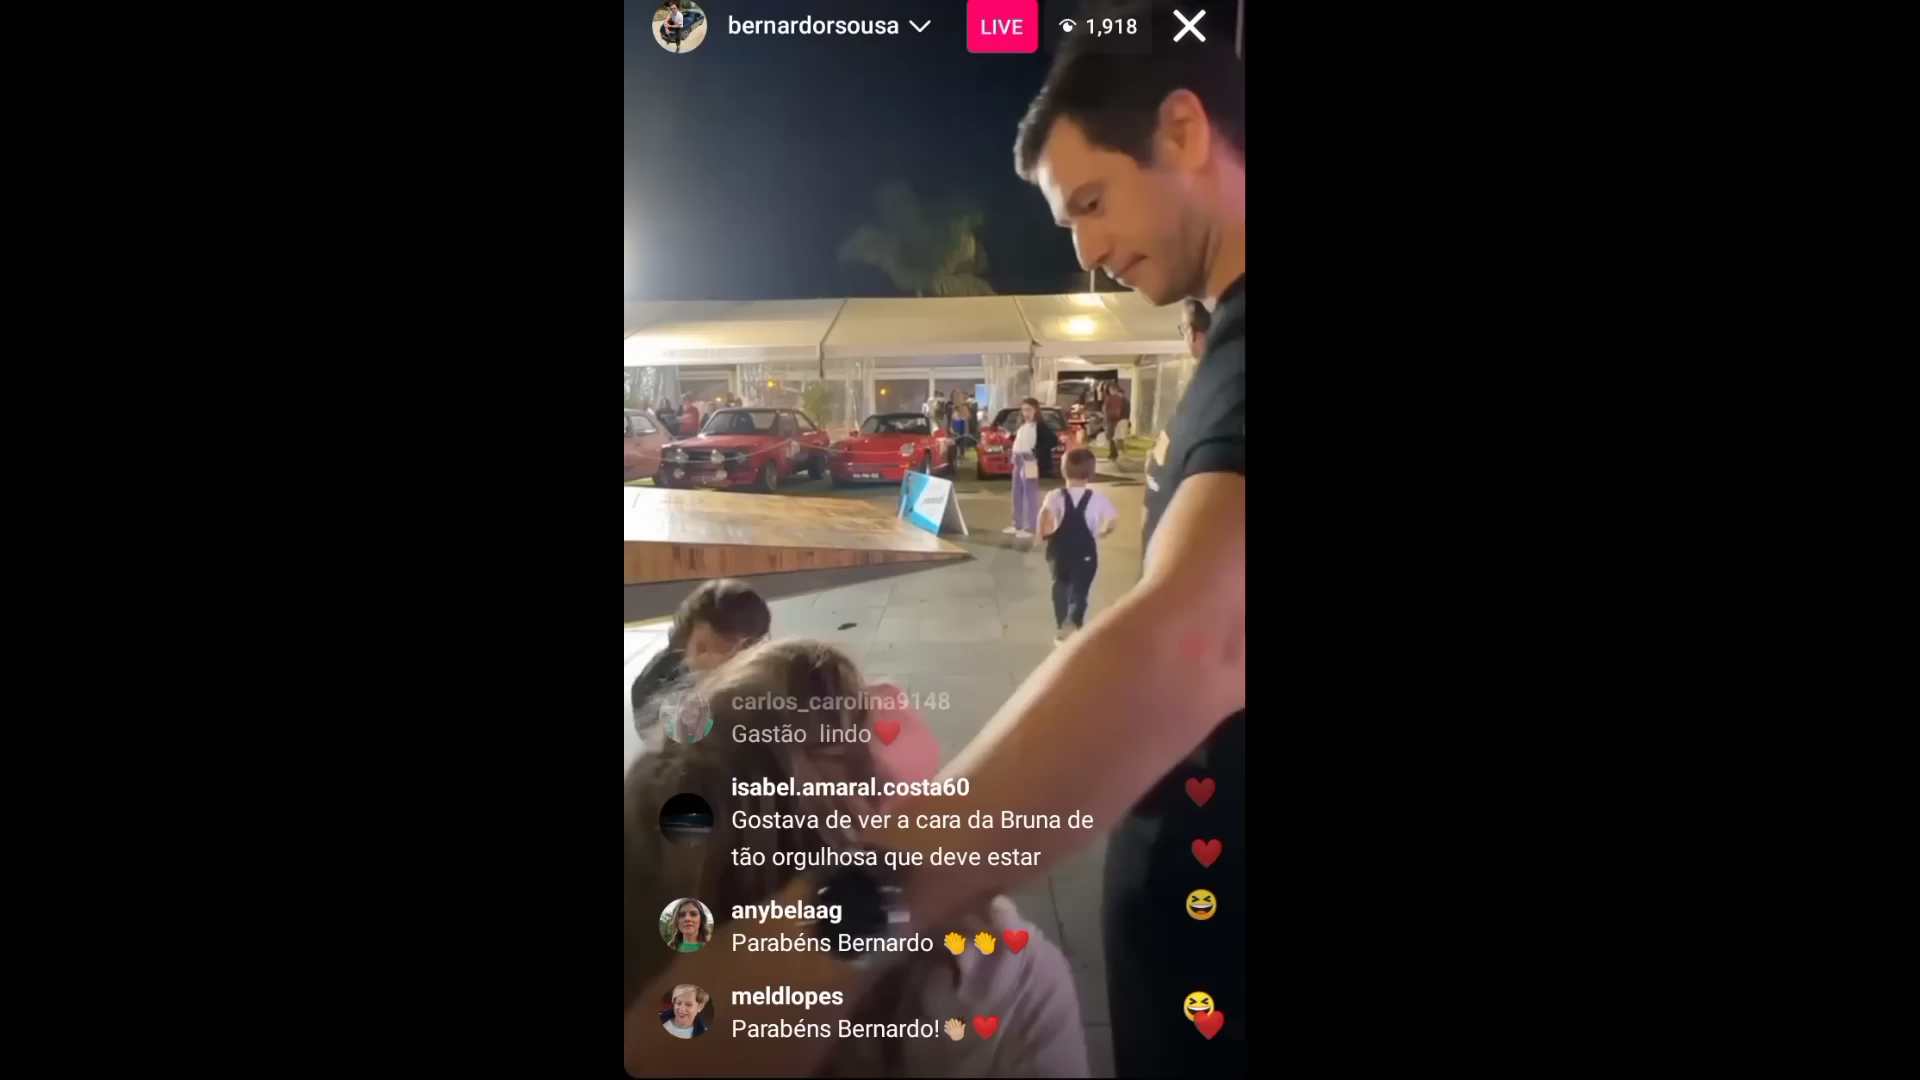 bernardorsousa
LIVE
1,918
carlos_carolina9148
Gastão lindo❤️
isabel.amaral.costa60
Gostava de ver a cara da Bruna de
tão orgulhosa que deve estar
anybelaag
Parabéns Bernardo 👏👏❤️
meldlopes
Parabéns Bernardo!👏🏼❤️